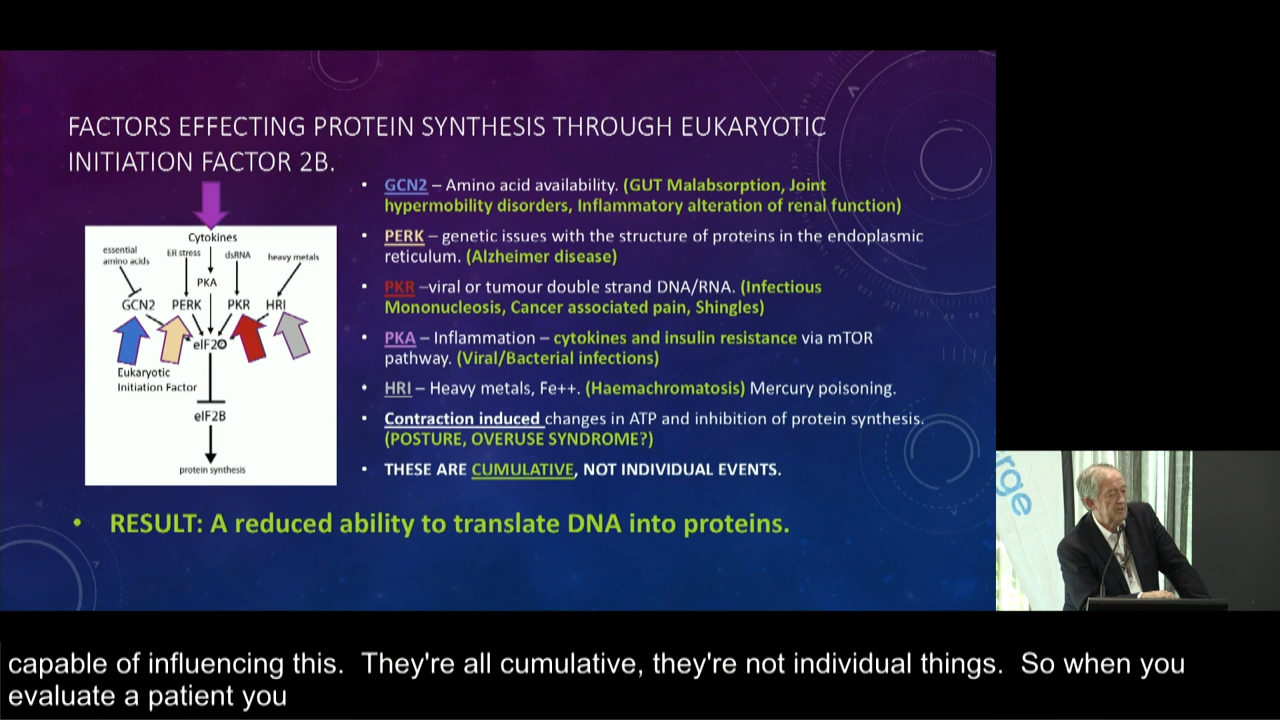 FACTORS EFFECTING PROTEIN SYNTHESIS THROUGH EUKARYOTIC
INITIATION FACTOR 2B.
Cytokines
essential
amino acids
ER stress
dsRNA
heavy metals
PKA
GCN2 PERK PKR HRI
eIF2
Eukaryotic
Initiation Factor
eIF2B
protein synthesis
• GCN2 – Amino acid availability. (GUT Malabsorption, Joint
hypermobility disorders, Inflammatory alteration of renal function)
• PERK – genetic issues with the structure of proteins in the endoplasmic
reticulum. (Alzheimer disease)
• PKR –viral or tumour double strand DNA/RNA. (Infectious
Mononucleosis, Cancer associated pain, Shingles)
• PKA – Inflammation – cytokines and insulin resistance via mTOR
pathway. (Viral/Bacterial infections)
• HRI – Heavy metals, Fe++. (Haemachromatosis) Mercury poisoning.
• Contraction induced changes in ATP and inhibition of protein synthesis.
(POSTURE, OVERUSE SYNDROME?)
• THESE ARE CUMULATIVE, NOT INDIVIDUAL EVENTS.
• RESULT: A reduced ability to translate DNA into proteins.
rge
capable of influencing this. They're all cumulative, they're not individual things. So when you
evaluate a patient you